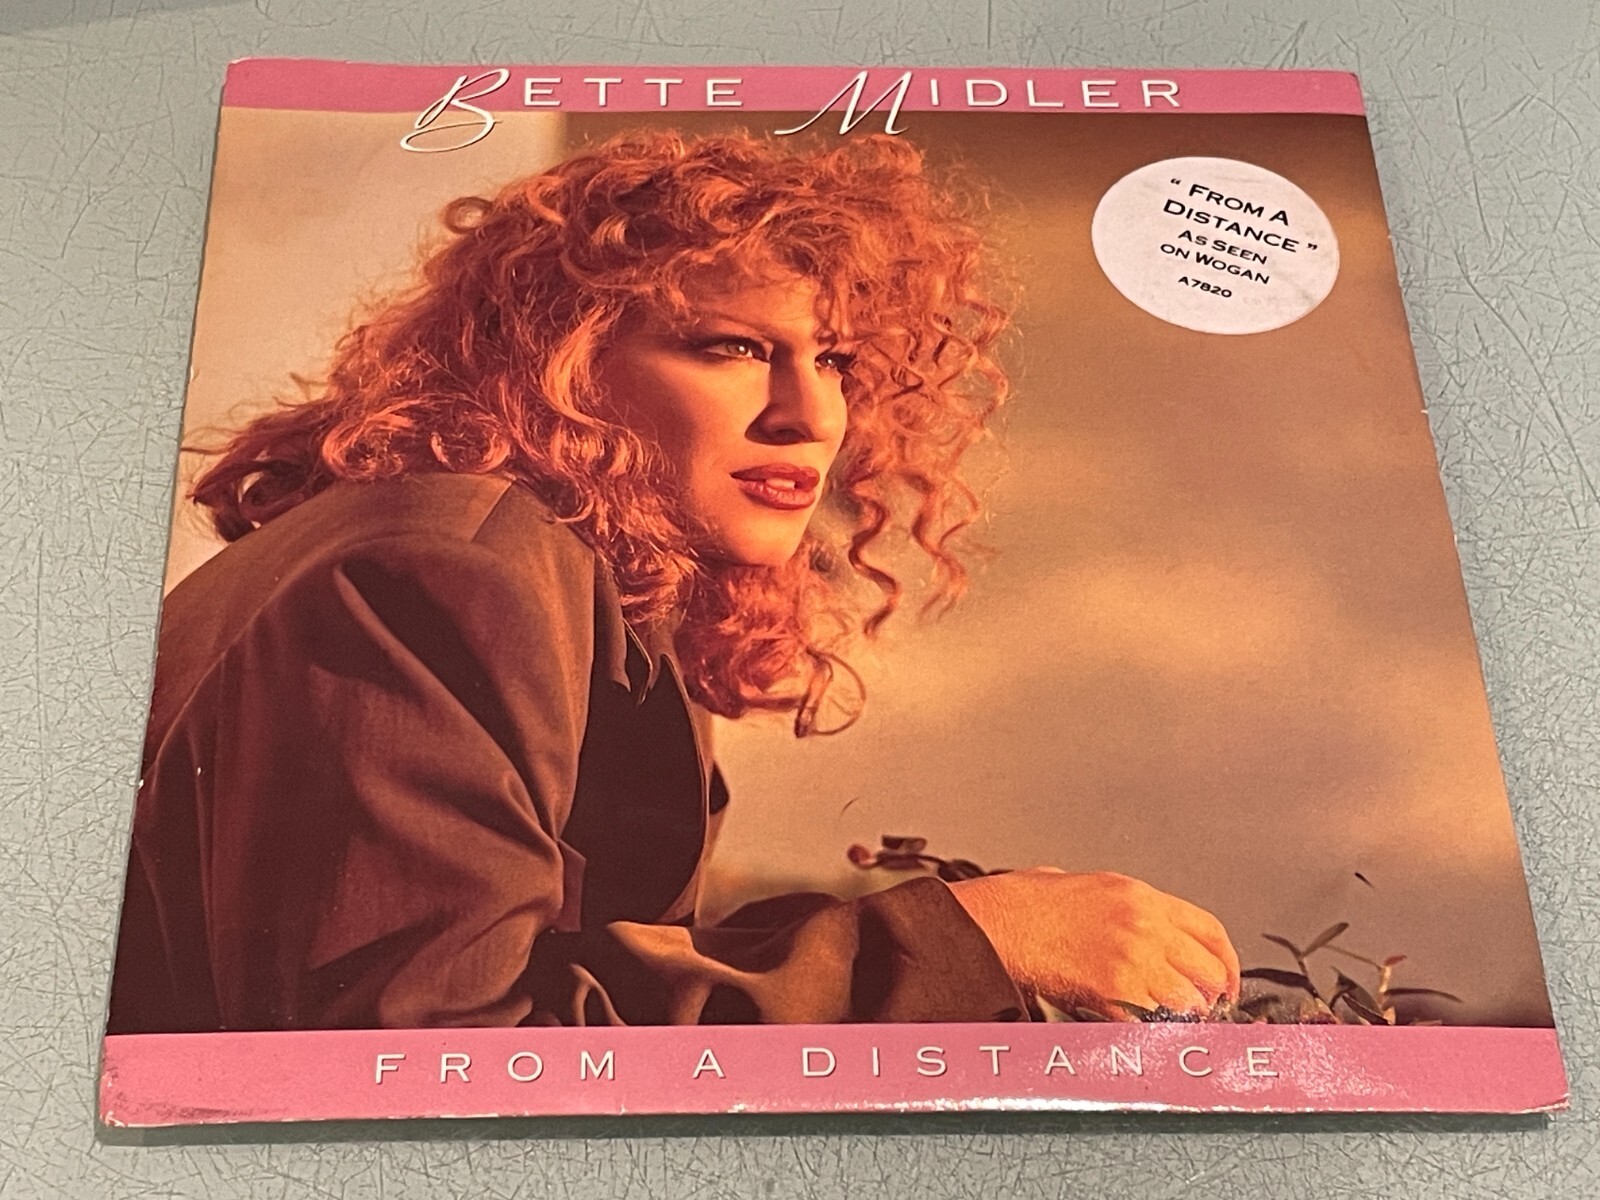 BETTE MIDLER
“ FROM A
DISTANCE ”
AS SEEN
ON WOGAN
A7820
FROM A DISTANCE